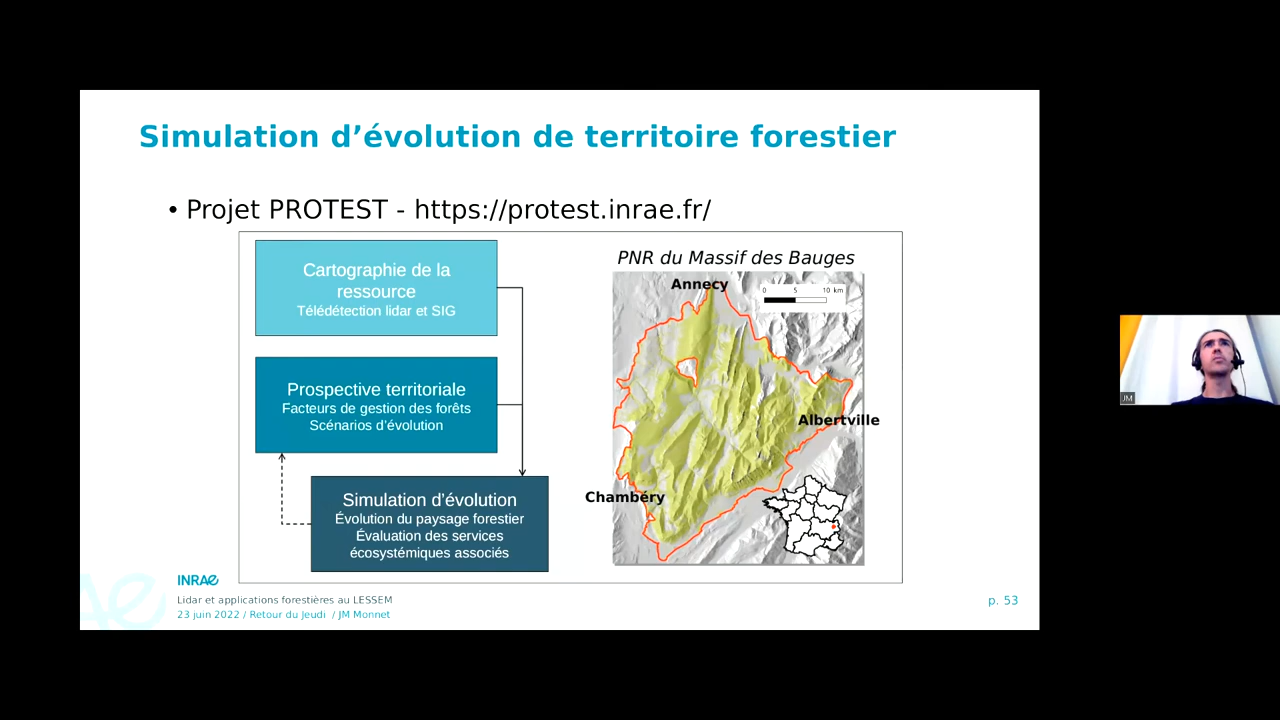 Simulation d’évolution de territoire forestier
• Projet PROTEST - https://protest.inrae.fr/
Cartographie de la
ressource
Télédétection lidar et SIG
Prospective territoriale
Facteurs de gestion des forêts
Scénarios d’évolution
Simulation d’évolution
Évolution du paysage forestier
Évaluation des services
écosystémiques associés
PNR du Massif des Bauges
Annecy
0 5 10 km
Albertville
Chambéry
INRAE
Lidar et applications forestières au LESSEM
23 juin 2022 / Retour du Jeudi / JM Monnet
p. 53
JM